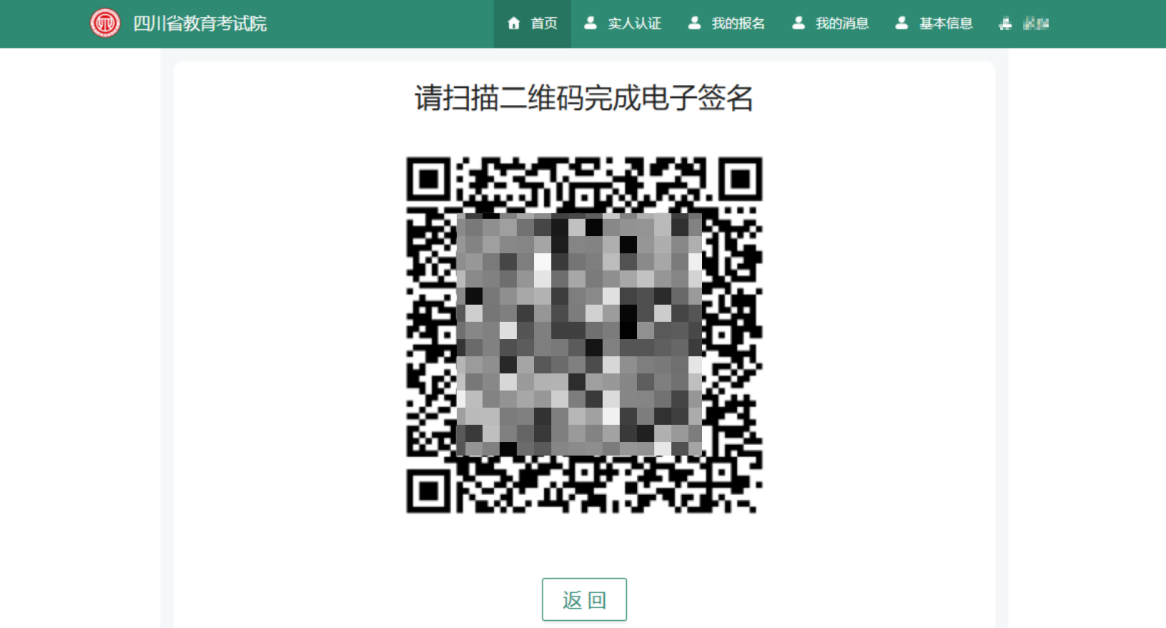 四川省教育考试院
首页
实人认证
我的报名
我的消息
基本信息
请扫描二维码完成电子签名
返回